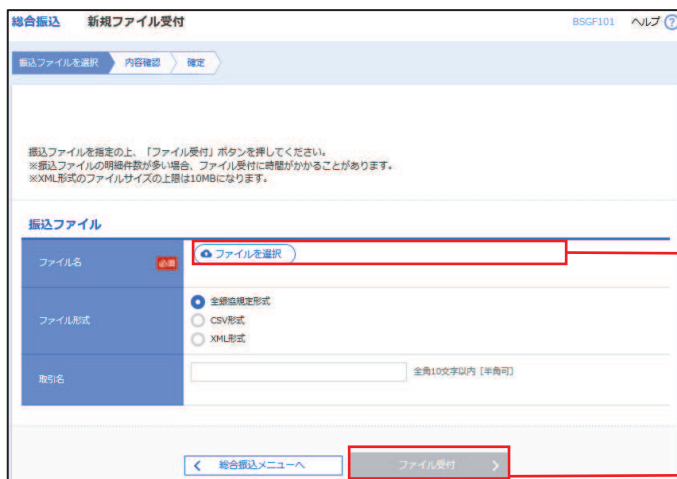 総合振込 新規ファイル受付 BSGF101 ヘルプ ?
振込ファイルを選択 内容確認 確定
振込ファイルを指定の上、「ファイル受付」ボタンを押してください。
※振込ファイルの明細件数が多い場合、ファイル受付に時間がかかることがあります。
※XML形式のファイルサイズの上限は10MBになります。
振込ファイル
ファイル名 必須 ファイルを選択
ファイル形式
全銀協規定形式
CSV形式
XML形式
取引名 全角10文字以内 [半角可]
総合振込メニューへ ファイル受付